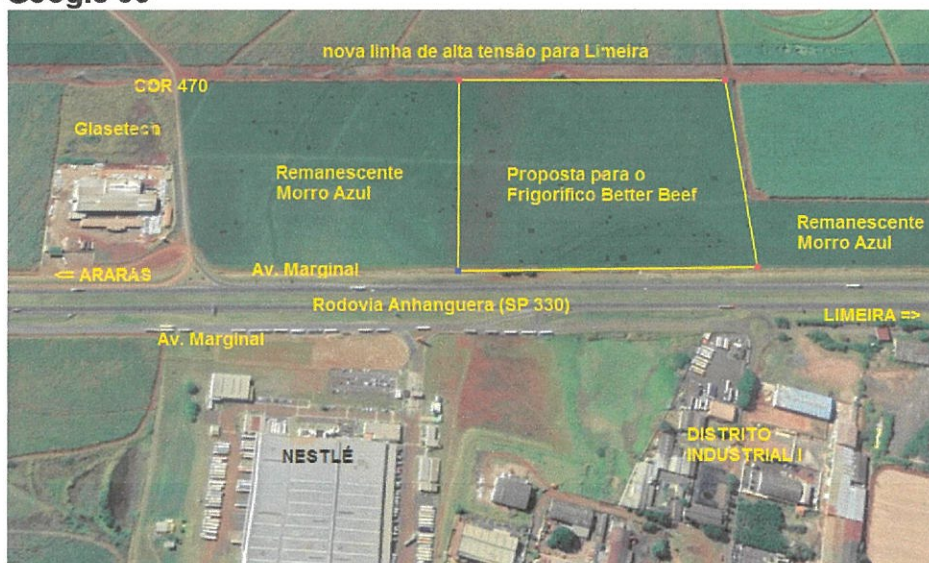 nova linha de alta tensão para Limeira
COR 470
Glasetech
Remanescente
Morro Azul
Proposta para o
Frigorífico Better Beef
Remanescente
Morro Azul
<= ARARAS
Av. Marginal
Rodovia Anhanguera (SP 330)
LIMEIRA =>
Av. Marginal
NESTLÉ
DISTRITO
INDUSTRIAL I